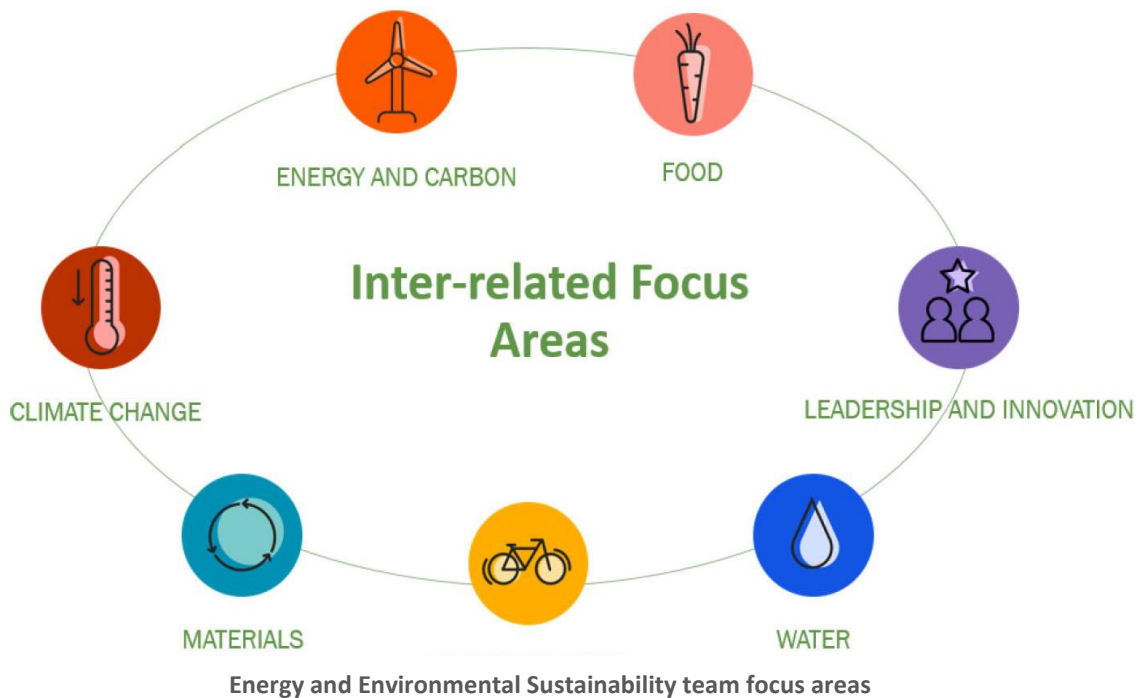 ENERGY AND CARBON
FOOD
Inter-related Focus
Areas
CLIMATE CHANGE
LEADERSHIP AND INNOVATION
MATERIALS
WATER
Energy and Environmental Sustainability team focus areas